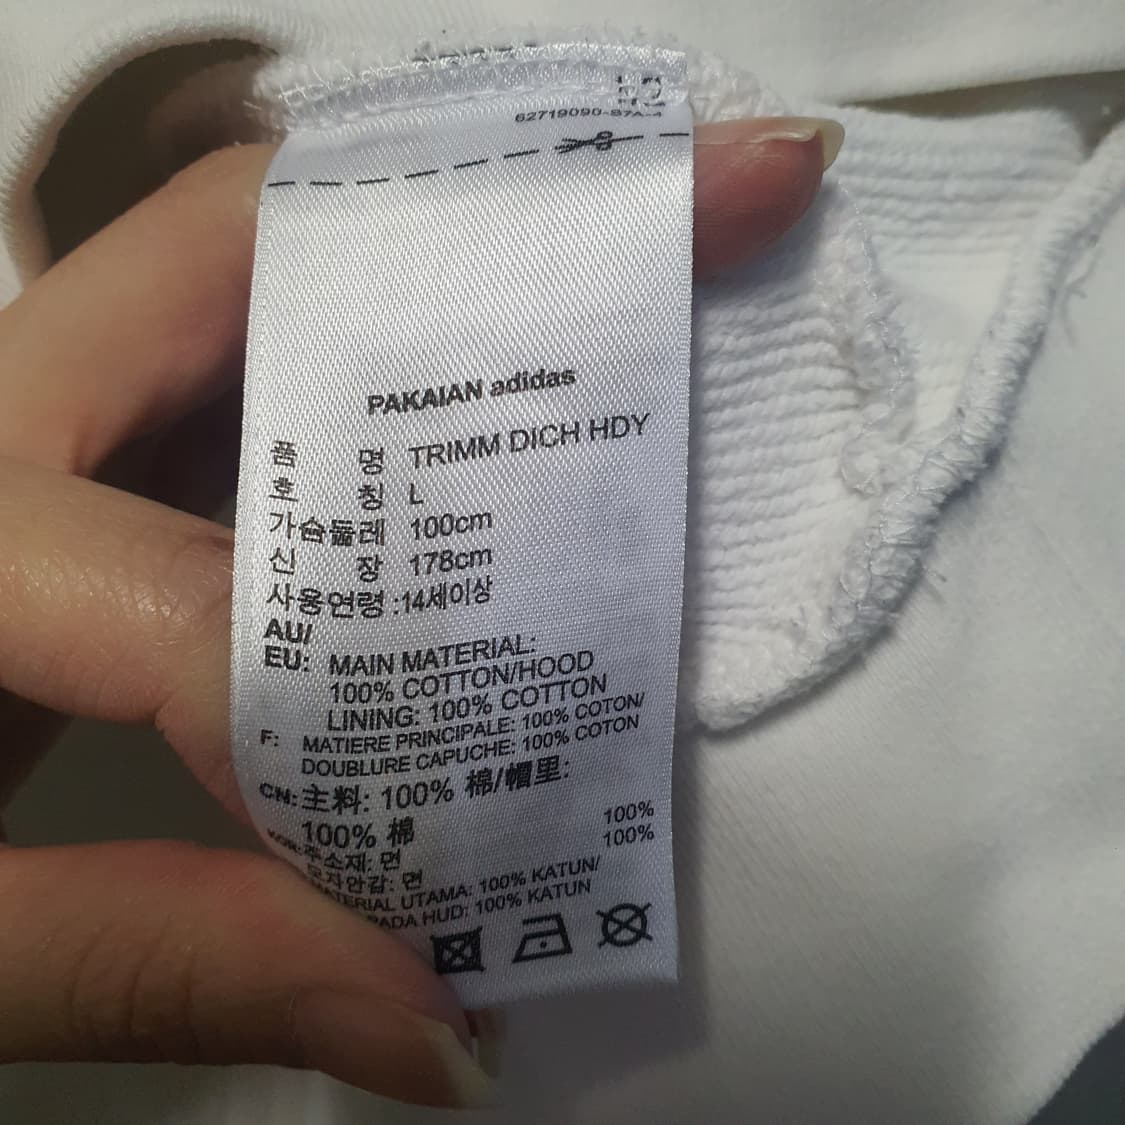 62719090-87A-4
PAKAIAN adidas
품 명 TRIMM DICH HDY
호 칭 L
가슴둘레 100cm
신 장 178cm
사용연령 :14세이상
AU/
EU: MAIN MATERIAL:
100% COTTON/HOOD
LINING: 100% COTTON
F: MATIERE PRINCIPALE: 100% COTON/
DOUBLURE CAPUCHE: 100% COTON
CN: 主料: 100% 棉/帽里:
100% 棉
KOR: 주소재: 면 100%
모자안감: 면 100%
MATERIAL UTAMA: 100% KATUN/
PADA HUD: 100% KATUN